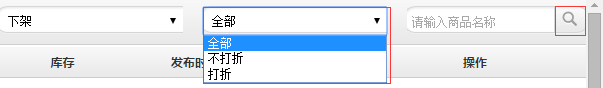 下架 全部 请输入商品名称
全部
不打折
打折
库存 发布时 操作